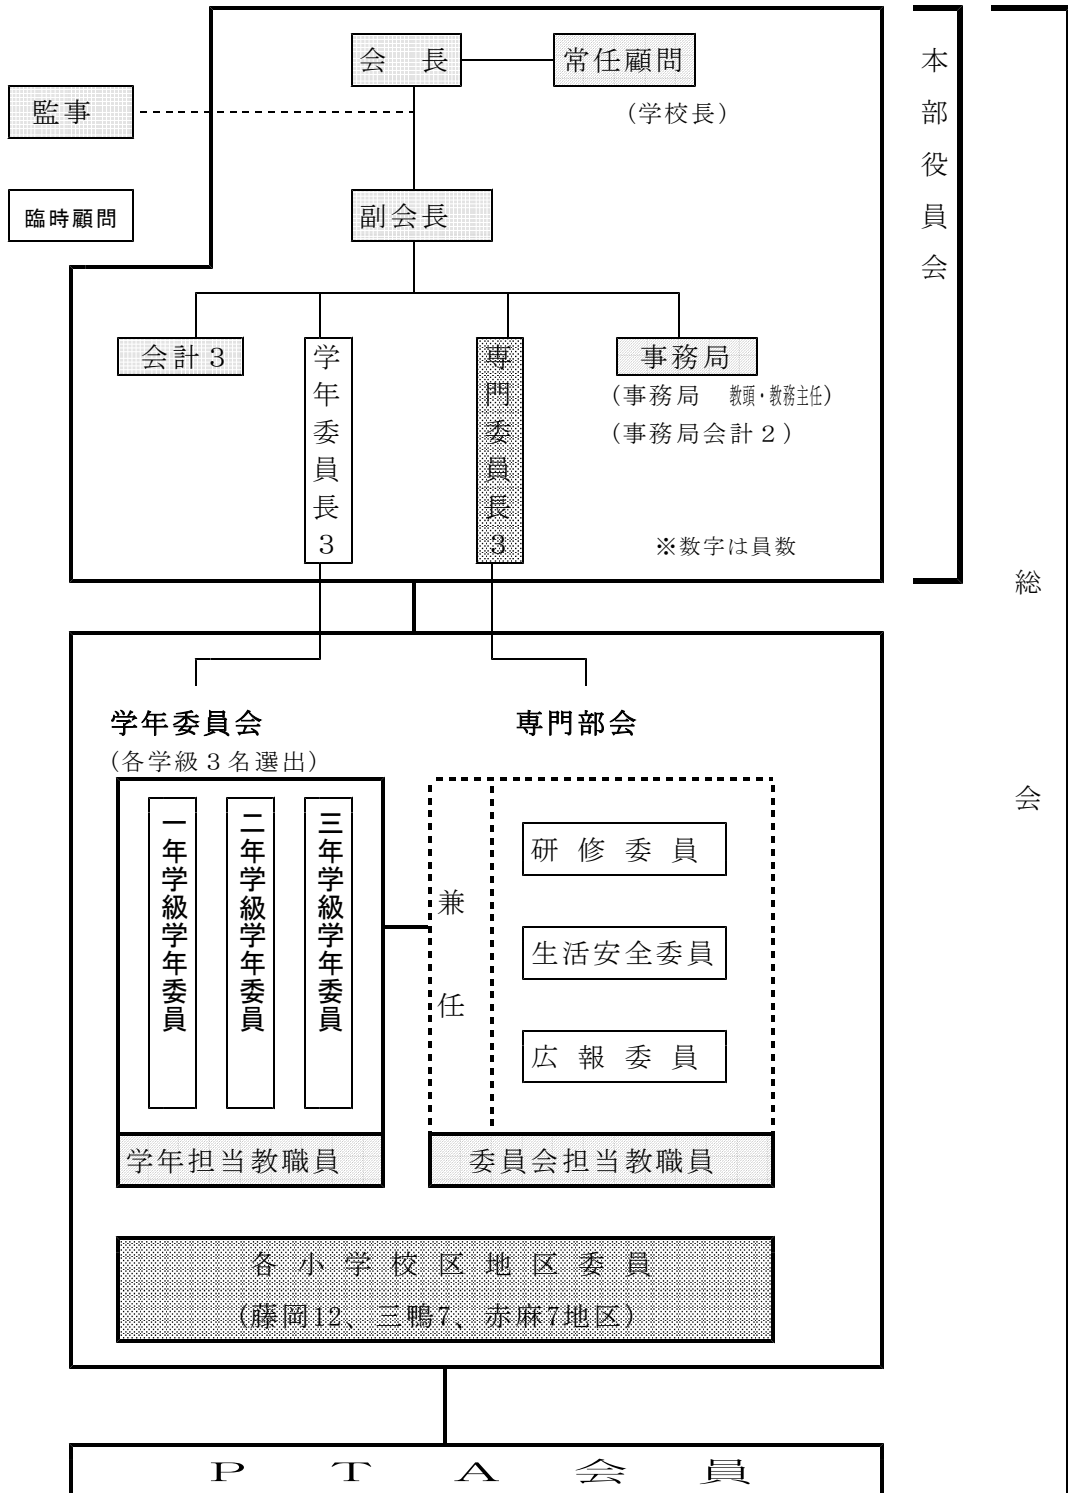 会　長
常任顧問
(学校長)
監事
臨時顧問
副会長
会計３
学年委員長３
専門委員長３
事務局
(事務局　教頭・教務主任)
(事務局会計２)
※数字は員数
本部役員会
総会
学年委員会
(各学級３名選出)
専門部会
一年学級学年委員
二年学級学年委員
三年学級学年委員
兼任
研修委員
生活安全委員
広報委員
学年担当教職員
委員会担当教職員
各小学校区地区委員
(藤岡12、三鴨7、赤麻7地区)
ＰＴＡ会員